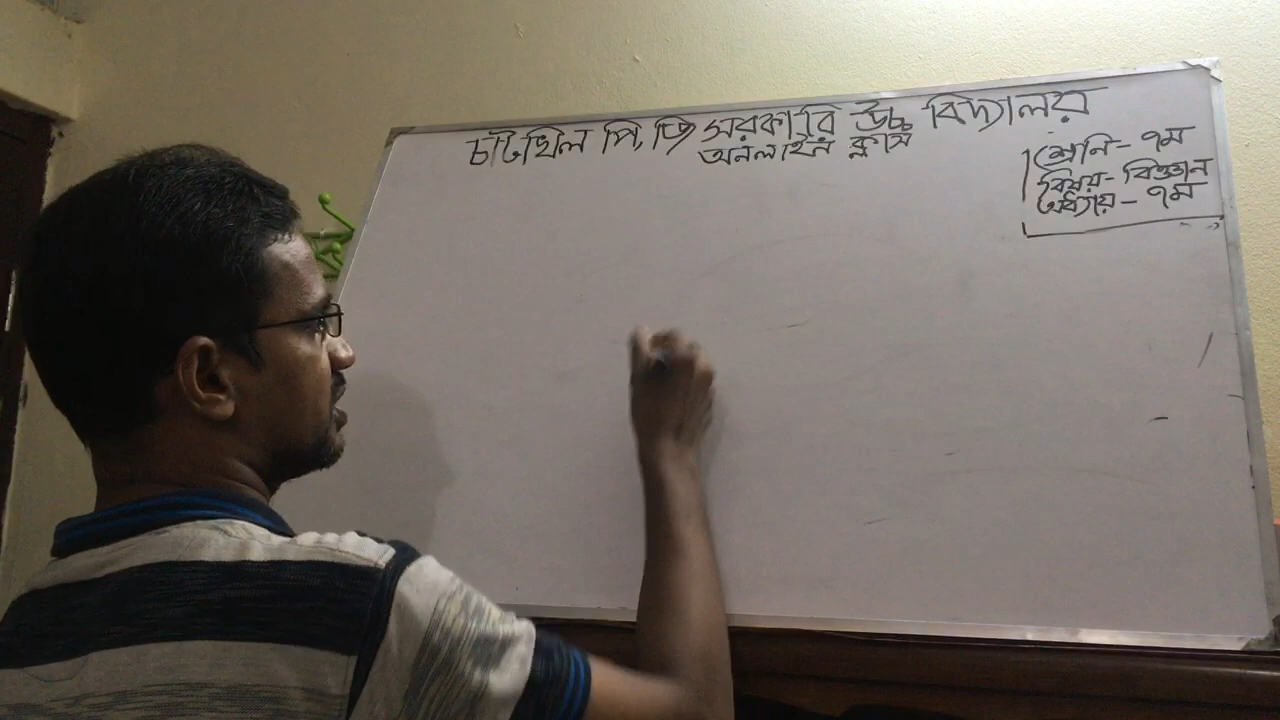 চাটখিল পি,জি সরকারি উচ্চ বিদ্যালয়
অনলাইন ক্লাস
শ্রেনি - ৭ম
বিষয় - বিজ্ঞান
অধ্যায় - ৭ম